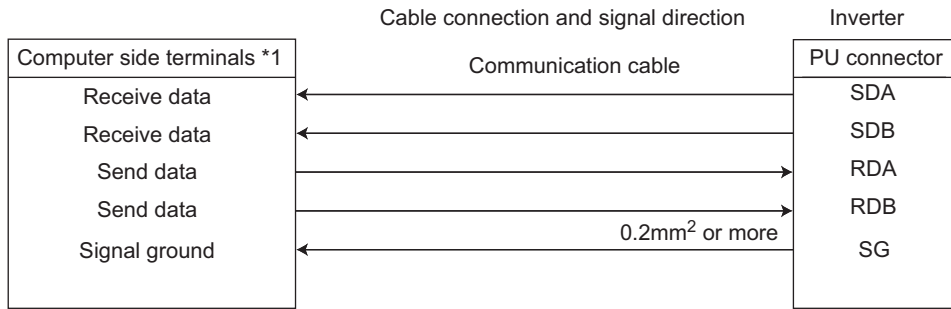 Cable connection and signal direction Inverter
Computer side terminals *1 Communication cable PU connector
Receive data SDA
Receive data SDB
Send data RDA
Send data RDB
0.2mm² or more
Signal ground SG